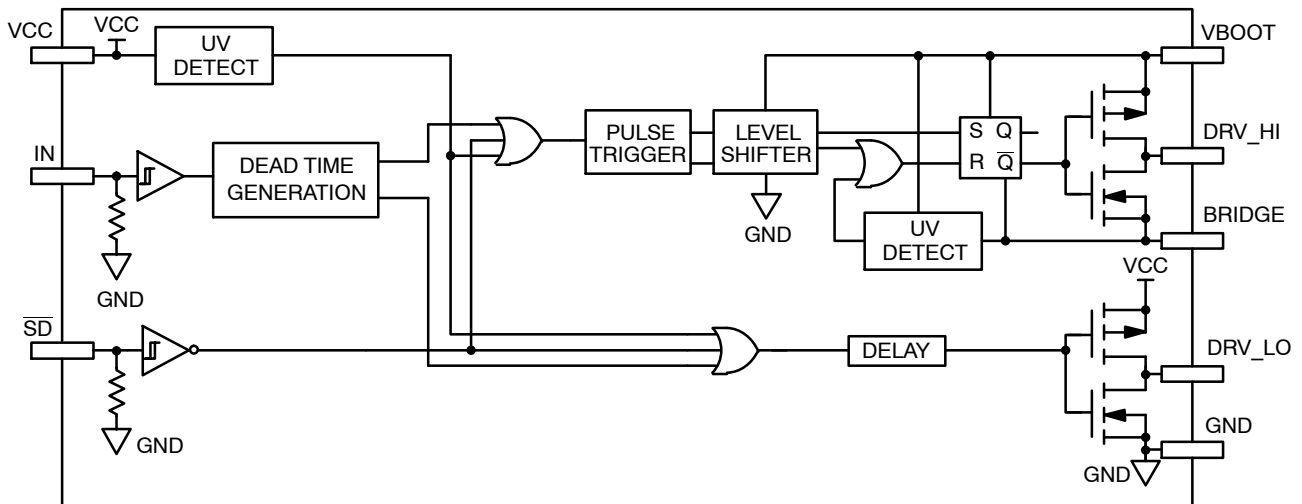 VCC
VCC
UV
DETECT
VBOOT
IN
DEAD TIME
GENERATION
PULSE
TRIGGER
LEVEL
SHIFTER
S Q
R Q̅
DRV_HI
GND
GND
UV
DETECT
BRIDGE
VCC
S̅D̅
DELAY
DRV_LO
GND
GND
GND